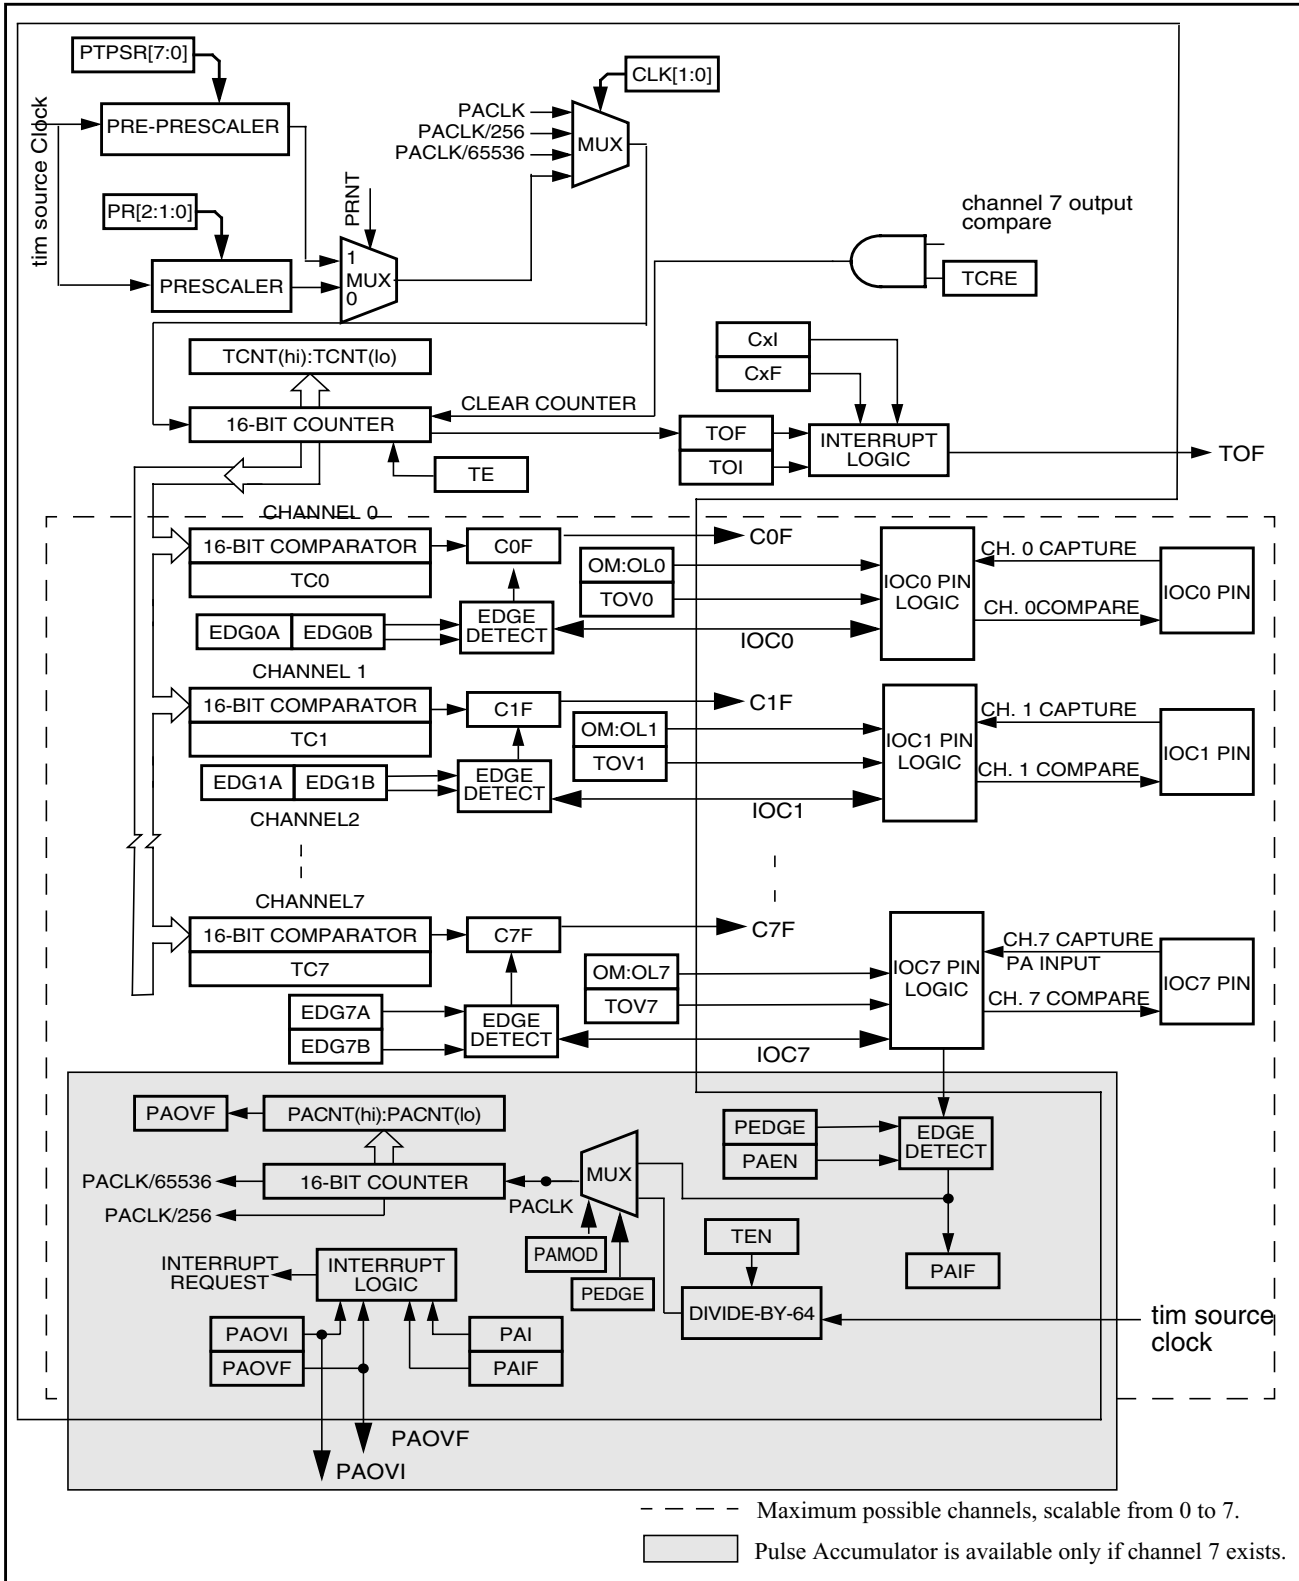 PTPSR[7:0]
tim source Clock
PRE-PRESCALER
CLK[1:0]
PACLK
PACLK/256
PACLK/65536
MUX
PR[2:1:0]
PRNT
channel 7 output
compare
1
MUX
0
PRESCALER
TCRE
TCNT(hi):TCNT(lo)
CxI
CxF
CLEAR COUNTER
16-BIT COUNTER
TOF
TOI
INTERRUPT
LOGIC
TOF
TE
CHANNEL 0
16-BIT COMPARATOR
TC0
C0F
C0F
OM:OL0
TOV0
IOC0 PIN
LOGIC
CH. 0 CAPTURE
CH. 0COMPARE
IOC0 PIN
EDG0A
EDG0B
EDGE
DETECT
IOC0
CHANNEL 1
16-BIT COMPARATOR
TC1
C1F
C1F
OM:OL1
TOV1
IOC1 PIN
LOGIC
CH. 1 CAPTURE
CH. 1 COMPARE
IOC1 PIN
EDG1A
EDG1B
EDGE
DETECT
IOC1
CHANNEL2
CHANNEL7
16-BIT COMPARATOR
TC7
C7F
C7F
OM:OL7
TOV7
IOC7 PIN
LOGIC
CH.7 CAPTURE
PA INPUT
CH. 7 COMPARE
IOC7 PIN
EDG7A
EDG7B
EDGE
DETECT
IOC7
PAOVF
PACNT(hi):PACNT(lo)
PEDGE
PAEN
EDGE
DETECT
MUX
PACLK/65536
16-BIT COUNTER
PACLK
PACLK/256
TEN
PAMOD
INTERRUPT
REQUEST
INTERRUPT
LOGIC
PAIF
PEDGE
DIVIDE-BY-64
tim source
clock
PAOVI
PAOVF
PAI
PAIF
PAOVF
PAOVI
Maximum possible channels, scalable from 0 to 7.
Pulse Accumulator is available only if channel 7 exists.